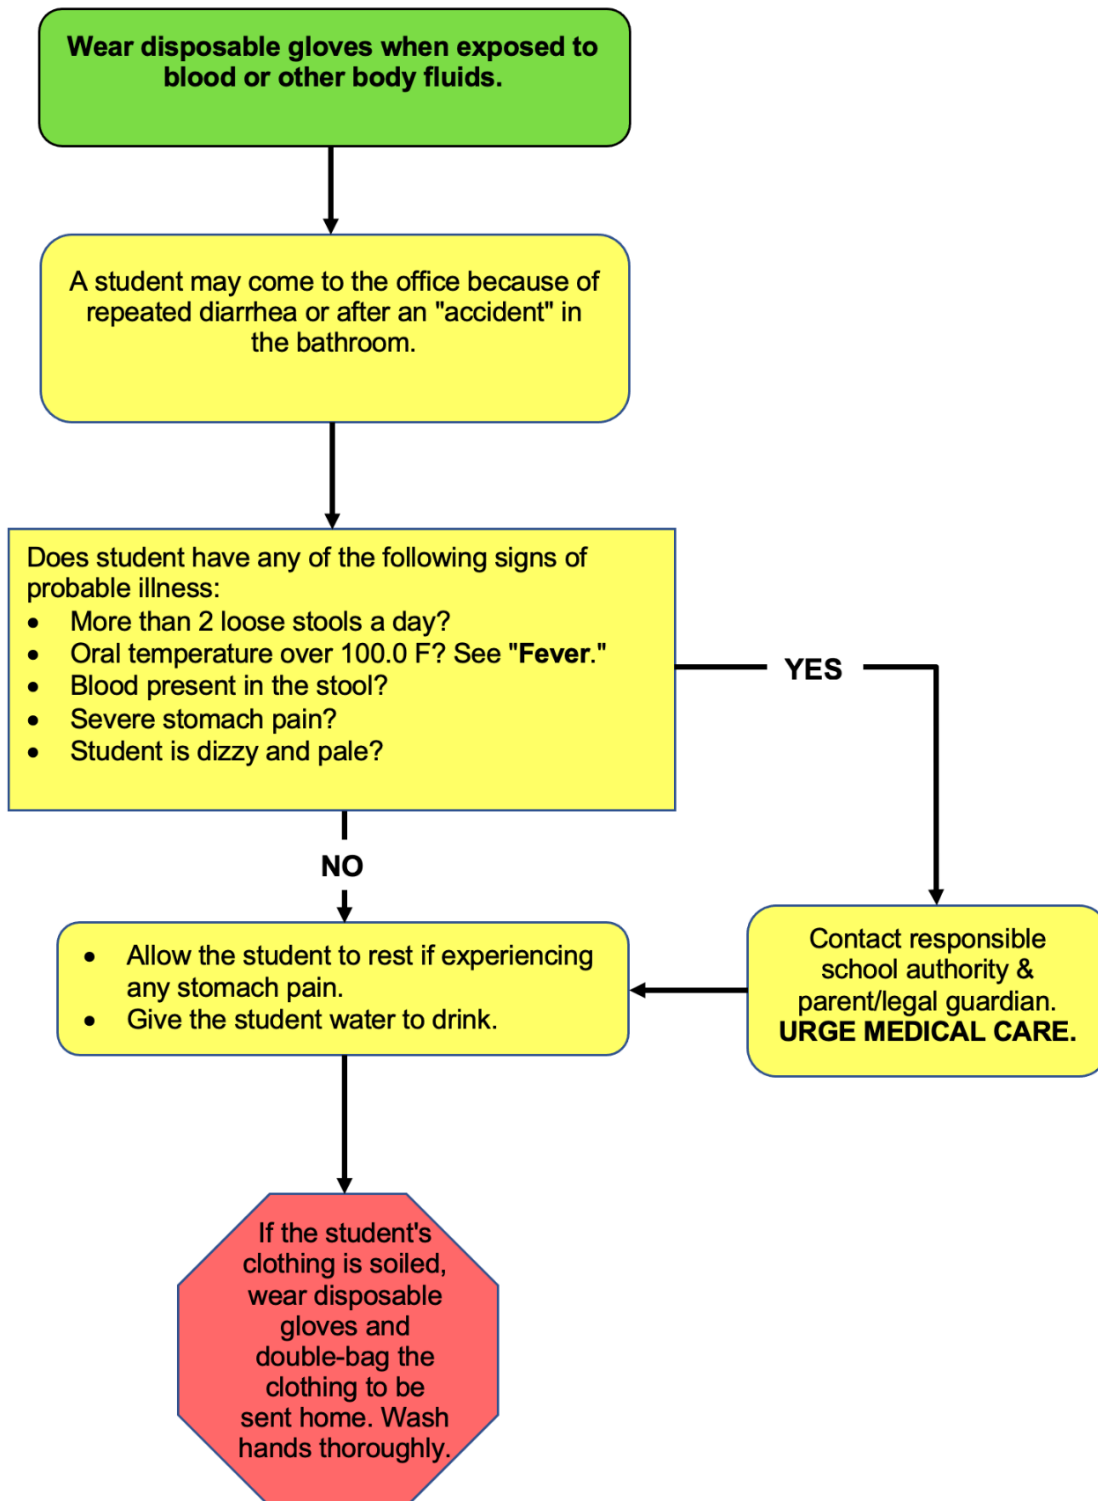 Wear disposable gloves when exposed to
blood or other body fluids.
A student may come to the office because of
repeated diarrhea or after an "accident" in
the bathroom.
Does student have any of the following signs of
probable illness:
• More than 2 loose stools a day?
• Oral temperature over 100.0 F? See "Fever."
• Blood present in the stool?
• Severe stomach pain?
• Student is dizzy and pale?
YES
NO
• Allow the student to rest if experiencing
any stomach pain.
• Give the student water to drink.
Contact responsible
school authority &
parent/legal guardian.
URGE MEDICAL CARE.
If the student's
clothing is soiled,
wear disposable
gloves and
double-bag the
clothing to be
sent home. Wash
hands thoroughly.